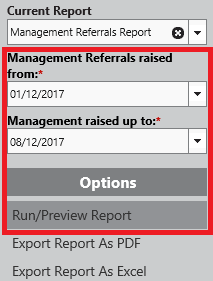 Current Report
Management Referrals Report
Management Referrals raised
from:*
01/12/2017
Management raised up to:*
08/12/2017
Options
Run/Preview Report
Export Report As PDF
Export Report As Excel